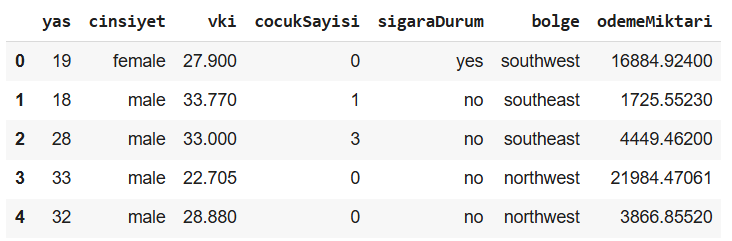 yas cinsiyet vki cocukSayisi sigaraDurum bolge odemeMiktari
0 19 female 27.900 0 yes southwest 16884.92400
1 18 male 33.770 1 no southeast 1725.55230
2 28 male 33.000 3 no southeast 4449.46200
3 33 male 22.705 0 no northwest 21984.47061
4 32 male 28.880 0 no northwest 3866.85520